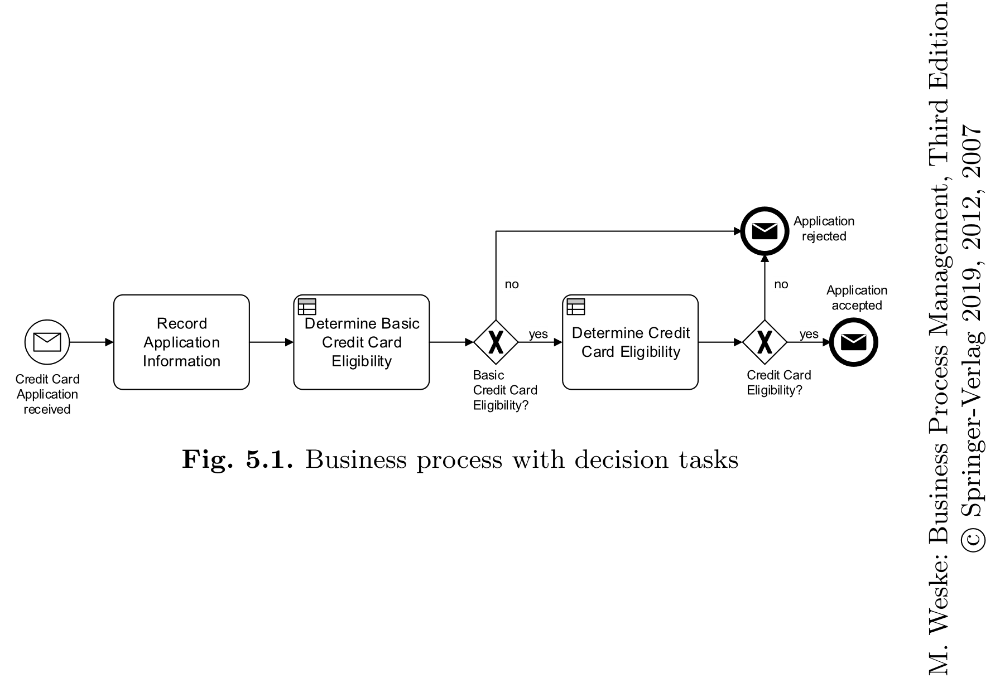 Credit Card
Application
received
Record
Application
Information
Determine Basic
Credit Card
Eligibility
Basic
Credit Card
Eligibility?
no
yes
Determine Credit
Card Eligibility
Credit Card
Eligibility?
no
yes
Application
rejected
Application
accepted
Fig. 5.1. Business process with decision tasks
M. Weske: Business Process Management, Third Edition
© Springer-Verlag 2019, 2012, 2007